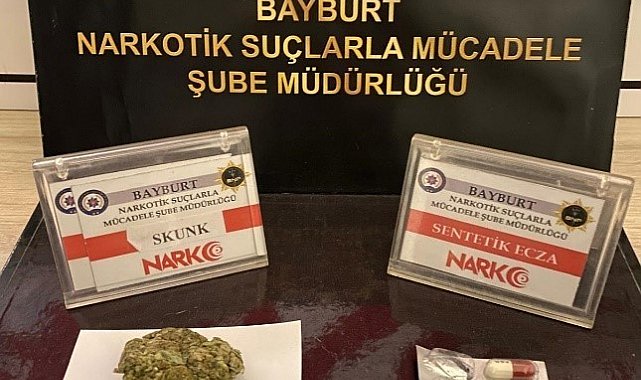 BAYBURT
NARKOTİK SUÇLARLA MÜCADELE
ŞUBE MÜDÜRLÜĞÜ
BAYBURT
NARKOTİK SUÇLARLA
MÜCADELE ŞUBE MÜDÜRLÜĞÜ
SKUNK
NARKO
BAYBURT
NARKOTİK SUÇLARLA
MÜCADELE ŞUBE MÜDÜRLÜĞÜ
SENTETİK ECZA
NARKO